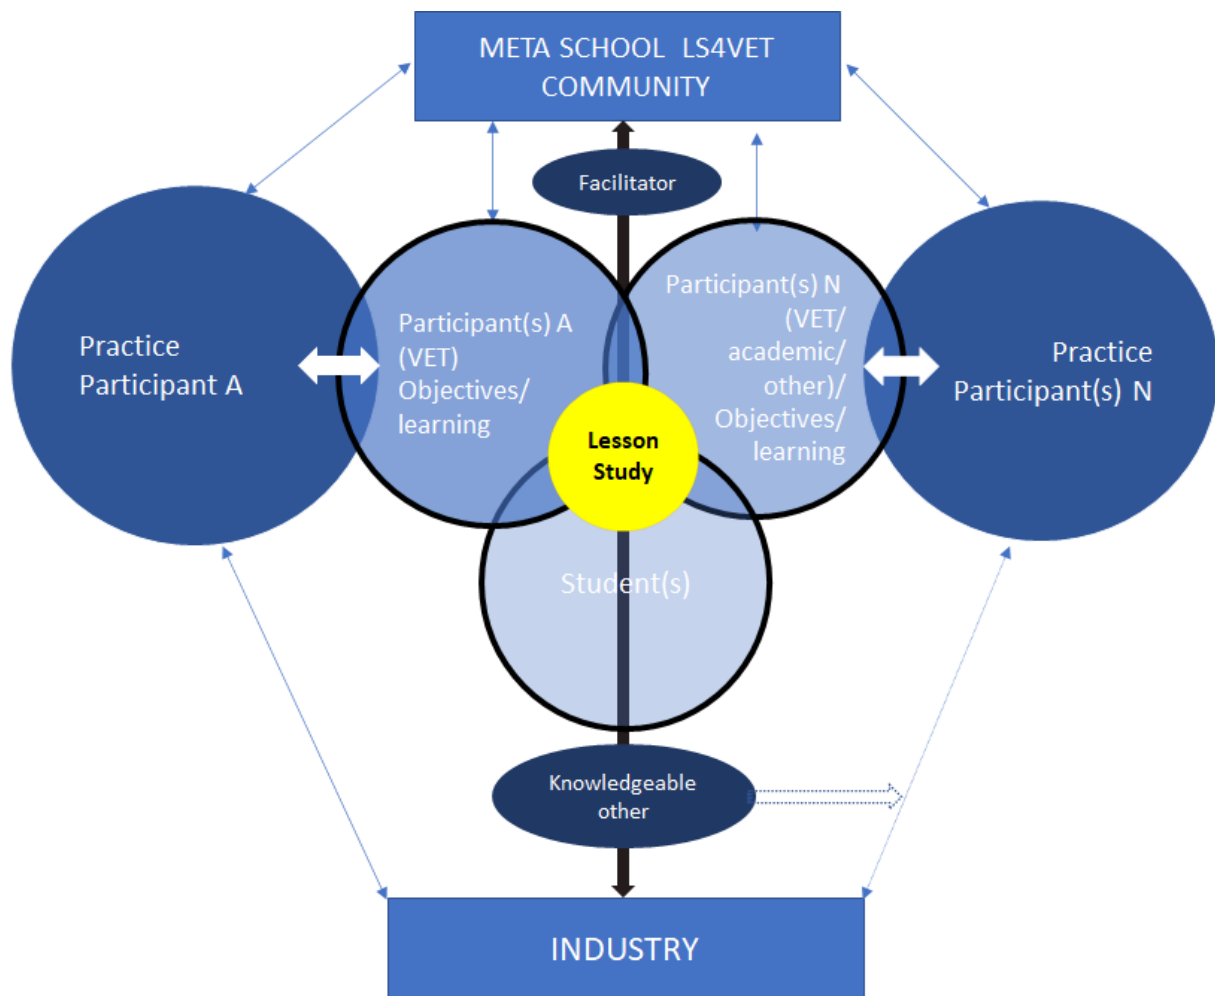 META SCHOOL LS4VET
COMMUNITY
Facilitator
Practice
Participant A
Participant(s) A
(VET)
Objectives/
learning
Participant(s) N
(VET/
academic/
other)/
Objectives/
learning
Practice
Participant(s) N
Lesson
Study
Student(s)
Knowledgeable
other
INDUSTRY